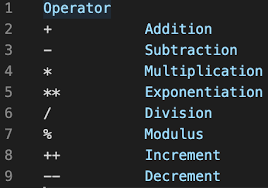 1 Operator
2 + Addition
3 - Subtraction
4 * Multiplication
5 ** Exponentiation
6 / Division
7 % Modulus
8 ++ Increment
9 -- Decrement